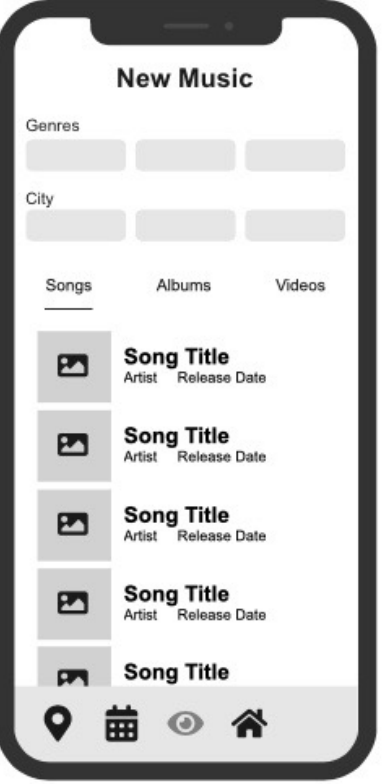 New Music
Genres
City
Songs Albums Videos
Song Title
Artist Release Date
Song Title
Artist Release Date
Song Title
Artist Release Date
Song Title
Artist Release Date
Song Title